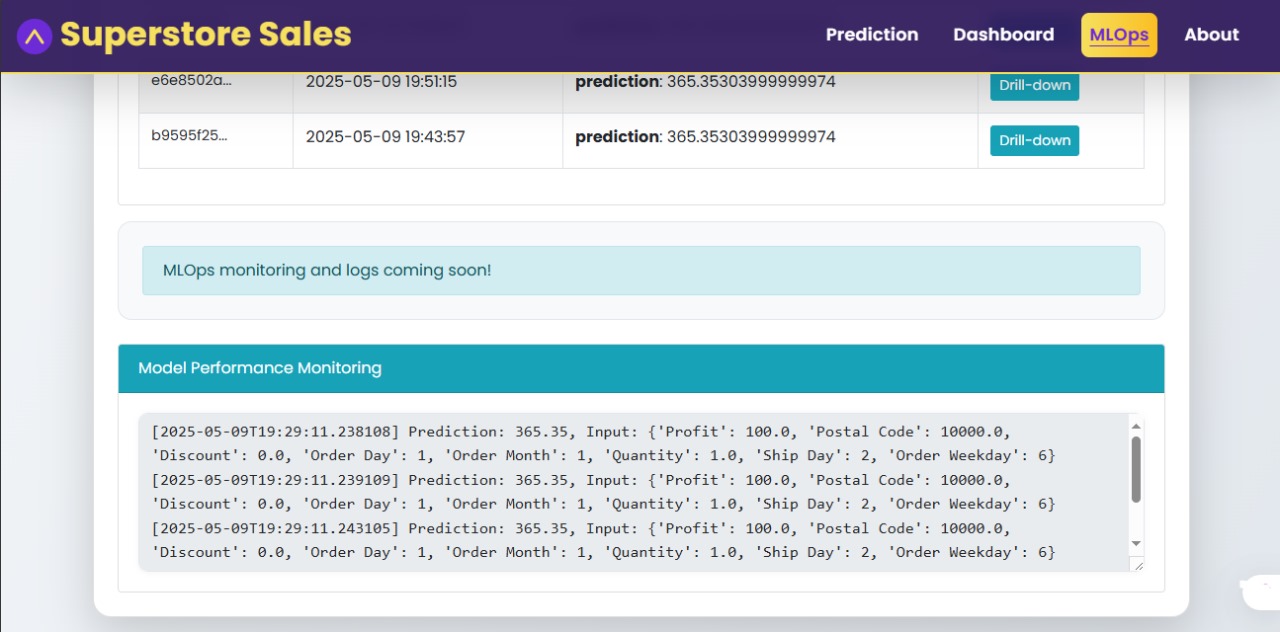 Superstore Sales
Prediction Dashboard MLOps About
e6e8502a... 2025-05-09 19:51:15 prediction: 365.35303999999974 Drill-down
b9595f25... 2025-05-09 19:43:57 prediction: 365.35303999999974 Drill-down
MLOps monitoring and logs coming soon!
Model Performance Monitoring
[2025-05-09T19:29:11.238108] Prediction: 365.35, Input: {'Profit': 100.0, 'Postal Code': 10000.0,
'Discount': 0.0, 'Order Day': 1, 'Order Month': 1, 'Quantity': 1.0, 'Ship Day': 2, 'Order Weekday': 6}
[2025-05-09T19:29:11.239109] Prediction: 365.35, Input: {'Profit': 100.0, 'Postal Code': 10000.0,
'Discount': 0.0, 'Order Day': 1, 'Order Month': 1, 'Quantity': 1.0, 'Ship Day': 2, 'Order Weekday': 6}
[2025-05-09T19:29:11.243105] Prediction: 365.35, Input: {'Profit': 100.0, 'Postal Code': 10000.0,
'Discount': 0.0, 'Order Day': 1, 'Order Month': 1, 'Quantity': 1.0, 'Ship Day': 2, 'Order Weekday': 6}